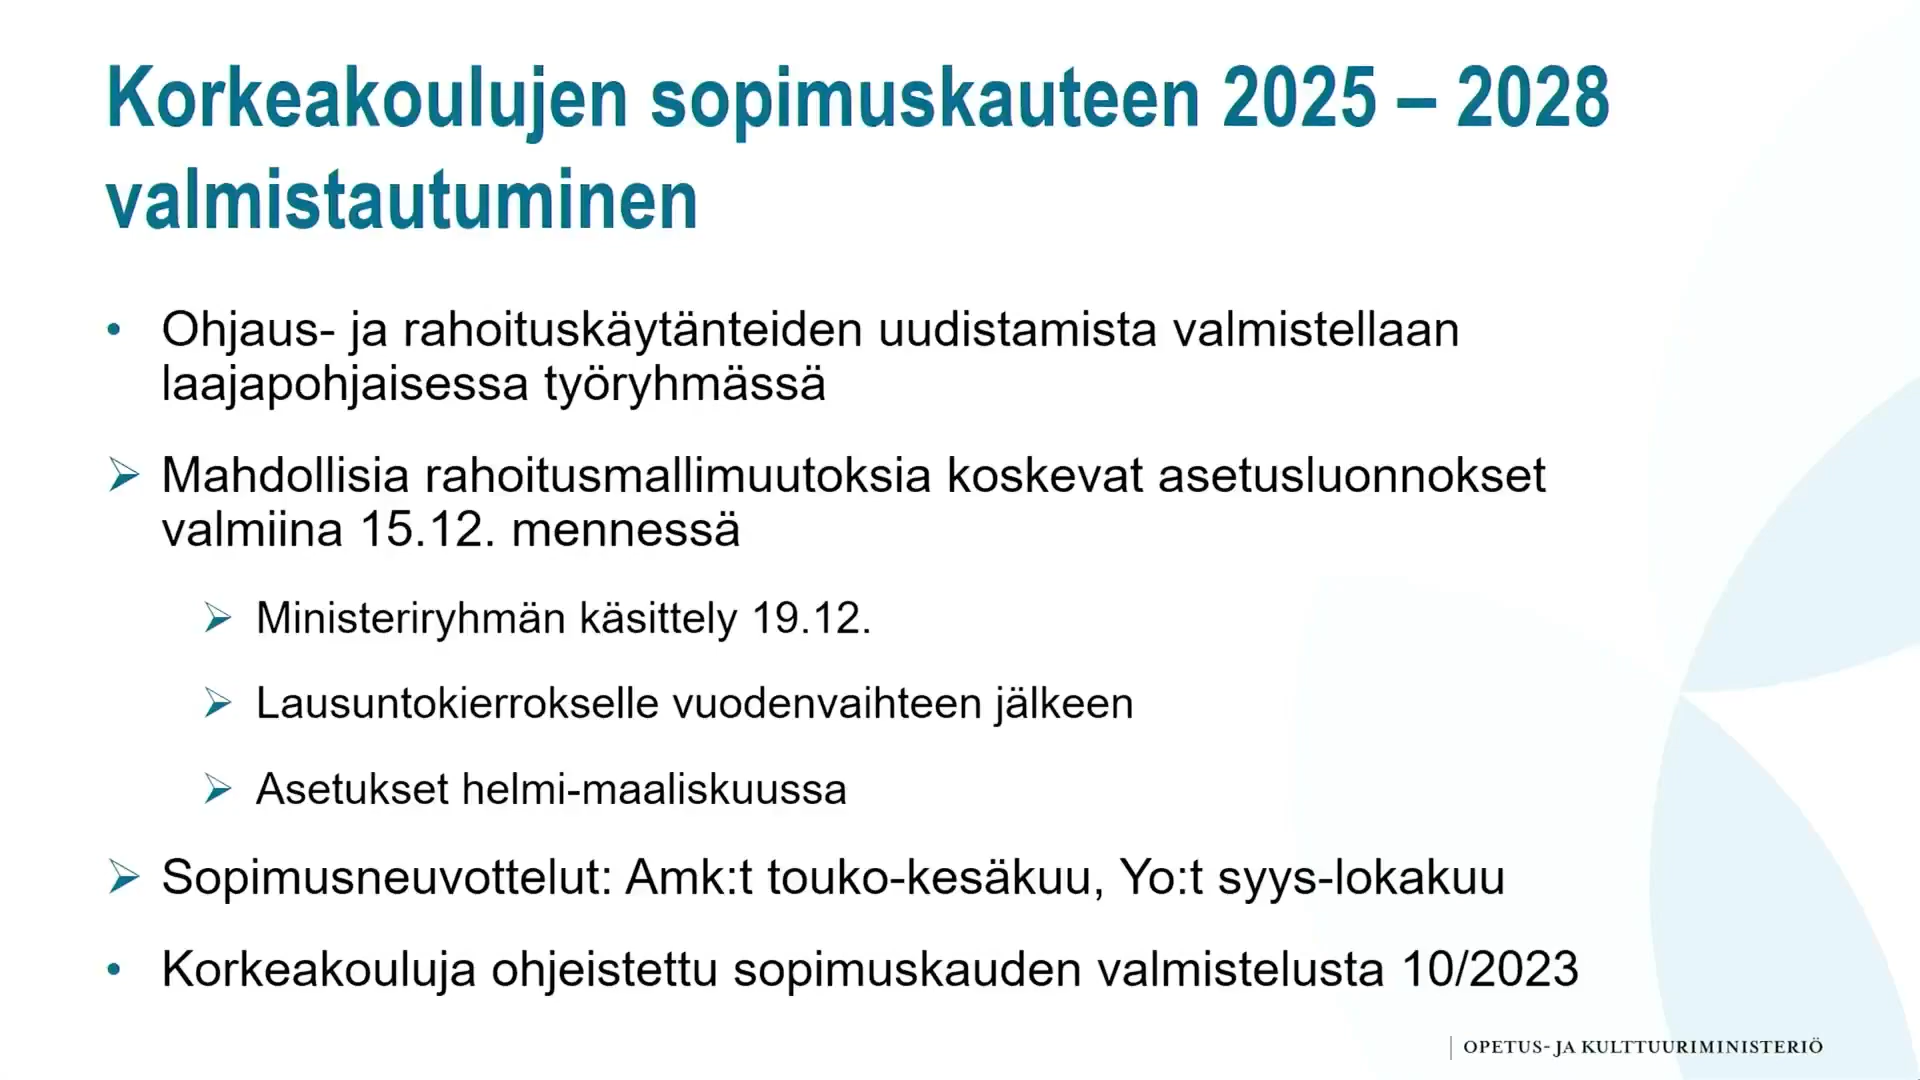 Korkeakoulujen sopimuskauteen 2025 – 2028
valmistautuminen
• Ohjaus- ja rahoituskäytänteiden uudistamista valmistellaan
laajapohjaisessa työryhmässä
➢ Mahdollisia rahoitusmallimuutoksia koskevat asetusluonnokset
valmiina 15.12. mennessä
➢ Ministeriryhmän käsittely 19.12.
➢ Lausuntokierrokselle vuodenvaihteen jälkeen
➢ Asetukset helmi-maaliskuussa
➢ Sopimusneuvottelut: Amk:t touko-kesäkuu, Yo:t syys-lokakuu
• Korkeakouluja ohjeistettu sopimuskauden valmistelusta 10/2023
OPETUS- JA KULTTUURIMINISTERIÖ